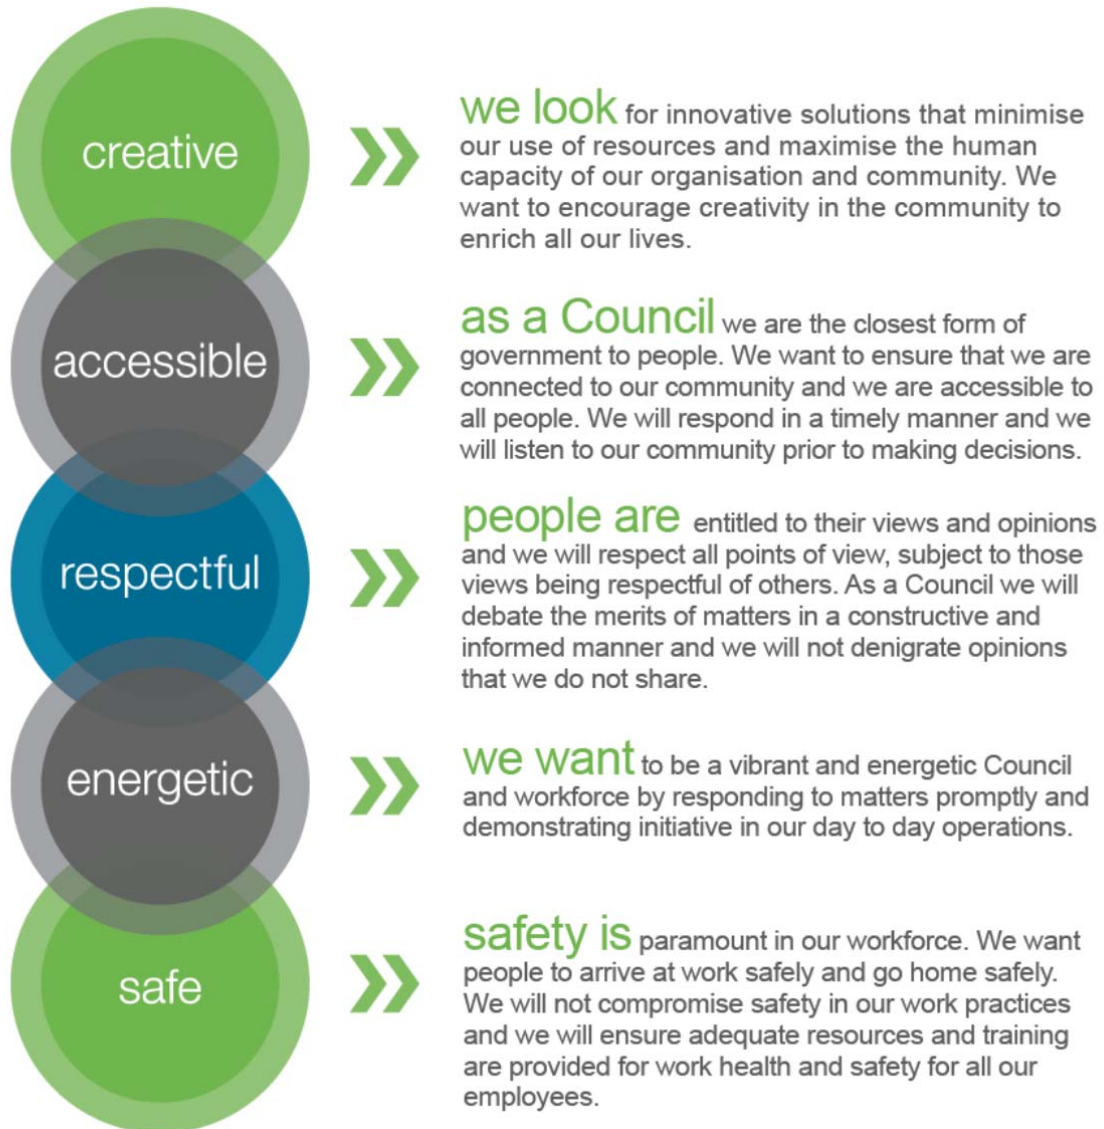 creative
we look for innovative solutions that minimise
our use of resources and maximise the human
capacity of our organisation and community. We
want to encourage creativity in the community to
enrich all our lives.
accessible
as a Council we are the closest form of
government to people. We want to ensure that we are
connected to our community and we are accessible to
all people. We will respond in a timely manner and we
will listen to our community prior to making decisions.
respectful
people are entitled to their views and opinions
and we will respect all points of view, subject to those
views being respectful of others. As a Council we will
debate the merits of matters in a constructive and
informed manner and we will not denigrate opinions
that we do not share.
energetic
we want to be a vibrant and energetic Council
and workforce by responding to matters promptly and
demonstrating initiative in our day to day operations.
safe
safety is paramount in our workforce. We want
people to arrive at work safely and go home safely.
We will not compromise safety in our work practices
and we will ensure adequate resources and training
are provided for work health and safety for all our
employees.